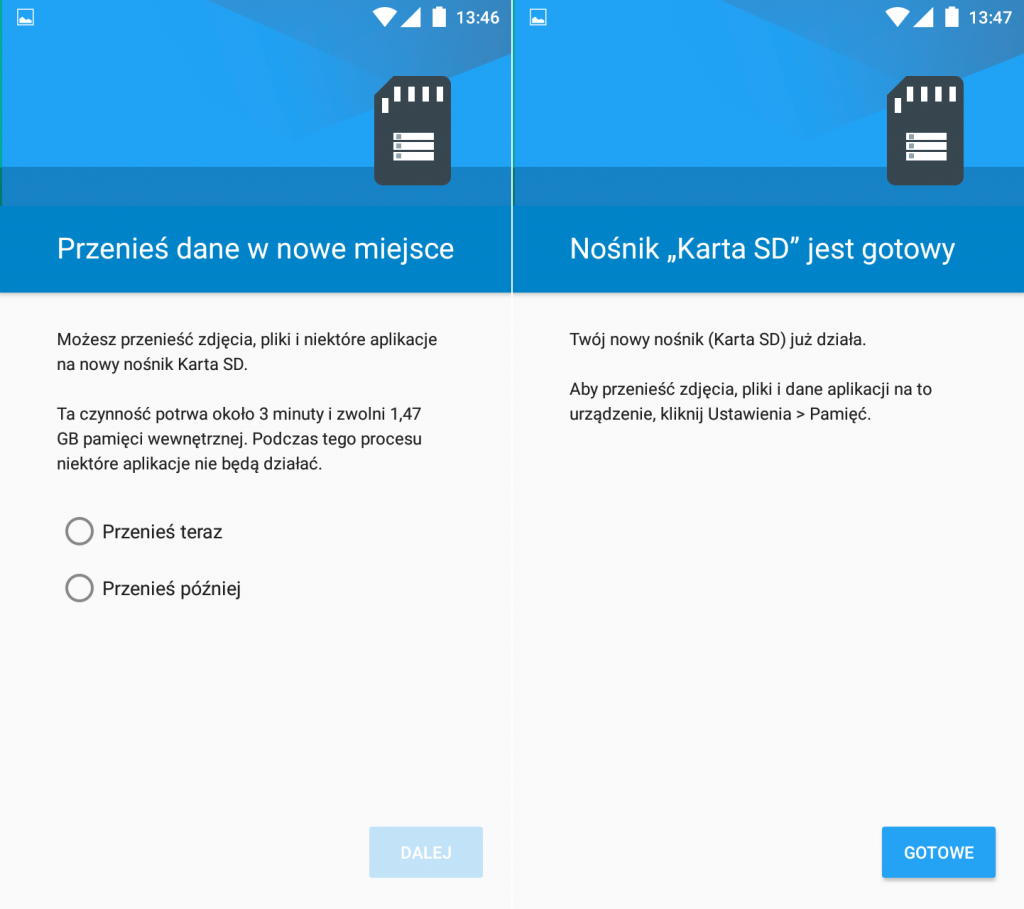 13:46
Przenieś dane w nowe miejsce
Możesz przenieść zdjęcia, pliki i niektóre aplikacje
na nowy nośnik Karta SD.
Ta czynność potrwa około 3 minuty i zwolni 1,47
GB pamięci wewnętrznej. Podczas tego procesu
niektóre aplikacje nie będą działać.
Przenieś teraz
Przenieś później
DALEJ
13:47
Nośnik „Karta SD” jest gotowy
Twój nowy nośnik (Karta SD) już działa.
Aby przenieść zdjęcia, pliki i dane aplikacji na to
urządzenie, kliknij Ustawienia > Pamięć.
GOTOWE